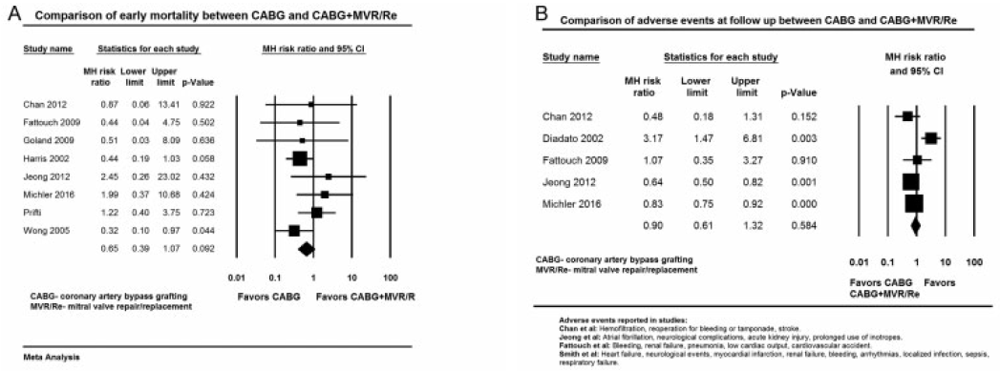 A
Comparison of early mortality between CABG and CABG+MVR/Re
Study name Statistics for each study MH risk ratio and 95% CI
MH risk ratio Lower limit Upper limit p-Value
Chan 2012 0.87 0.06 13.41 0.922
Fattouch 2009 0.44 0.04 4.75 0.502
Goland 2009 0.51 0.03 8.09 0.636
Harris 2002 0.44 0.19 1.03 0.058
Jeong 2012 2.45 0.26 23.02 0.432
Michler 2016 1.99 0.37 10.68 0.424
Prifti 1.22 0.40 3.75 0.723
Wong 2005 0.32 0.10 0.97 0.044
0.65 0.39 1.07 0.092
0.01 0.1 1 10 100
Favors CABG Favors CABG+MVR/R
CABG- coronary artery bypass grafting
MVR/Re- mitral valve repair/replacement
Meta Analysis
B
Comparison of adverse events at follow up between CABG and CABG+MVR/Re
Study name Statistics for each study MH risk ratio and 95% CI
MH risk ratio Lower limit Upper limit p-Value
Chan 2012 0.48 0.18 1.31 0.152
Diadato 2002 3.17 1.47 6.81 0.003
Fattouch 2009 1.07 0.35 3.27 0.910
Jeong 2012 0.64 0.50 0.82 0.001
Michler 2016 0.83 0.75 0.92 0.000
0.90 0.61 1.32 0.584
0.01 0.1 1 10 100
Favors CABG Favors
CABG+MVR/Re
CABG- coronary artery bypass grafting
MVR/Re- mitral valve repair/replacement
Adverse events reported in studies:
Chan et al: Hemofiltration, reoperation for bleeding or tamponade, stroke.
Jeong et al: Atrial fibrillation, neurological complications, acute kidney injury, prolonged use of inotropes.
Fattouch et al: Bleeding, renal failure, pneumonia, low cardiac output, cardiovascular accident.
Smith et al: Heart failure, neurological events, myocardial infarction, renal failure, bleeding, arrhythmias, localized infection, sepsis,
respiratory failure.